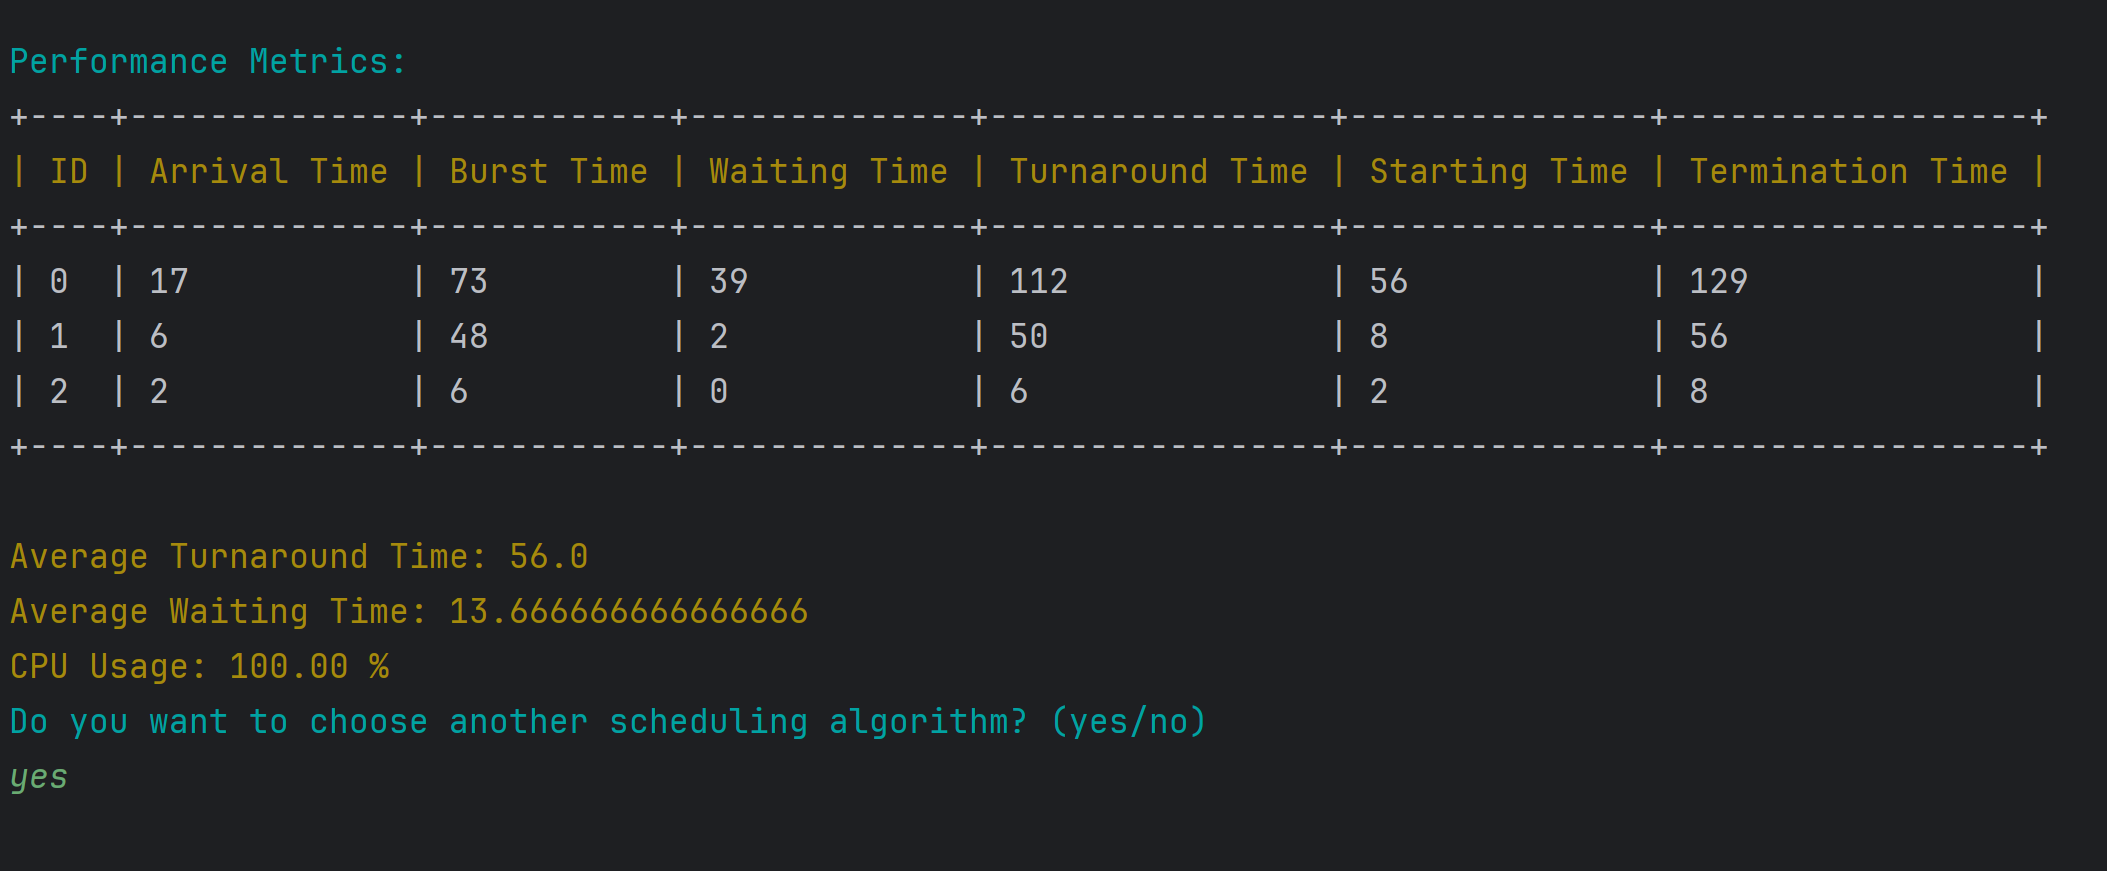 Performance Metrics:
+----+--------------+------------+--------------+-----------------+---------------+------------------+
| ID | Arrival Time | Burst Time | Waiting Time | Turnaround Time | Starting Time | Termination Time |
+----+--------------+------------+--------------+-----------------+---------------+------------------+
| 0  | 17           | 73         | 39           | 112             | 56            | 129              |
| 1  | 6            | 48         | 2            | 50              | 8             | 56               |
| 2  | 2            | 6          | 0            | 6               | 2             | 8                |
+----+--------------+------------+--------------+-----------------+---------------+------------------+
Average Turnaround Time: 56.0
Average Waiting Time: 13.666666666666666
CPU Usage: 100.00 %
Do you want to choose another scheduling algorithm? (yes/no)
yes